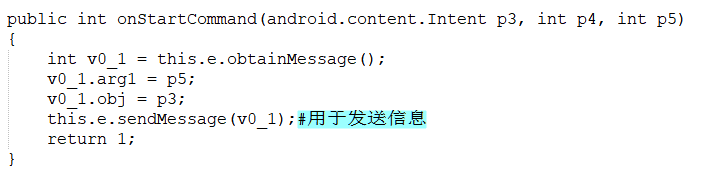 public int onStartCommand(android.content.Intent p3, int p4, int p5)
{
    int v0_1 = this.e.obtainMessage();
    v0_1.arg1 = p5;
    v0_1.obj = p3;
    this.e.sendMessage(v0_1);#用于发送信息
    return 1;
}